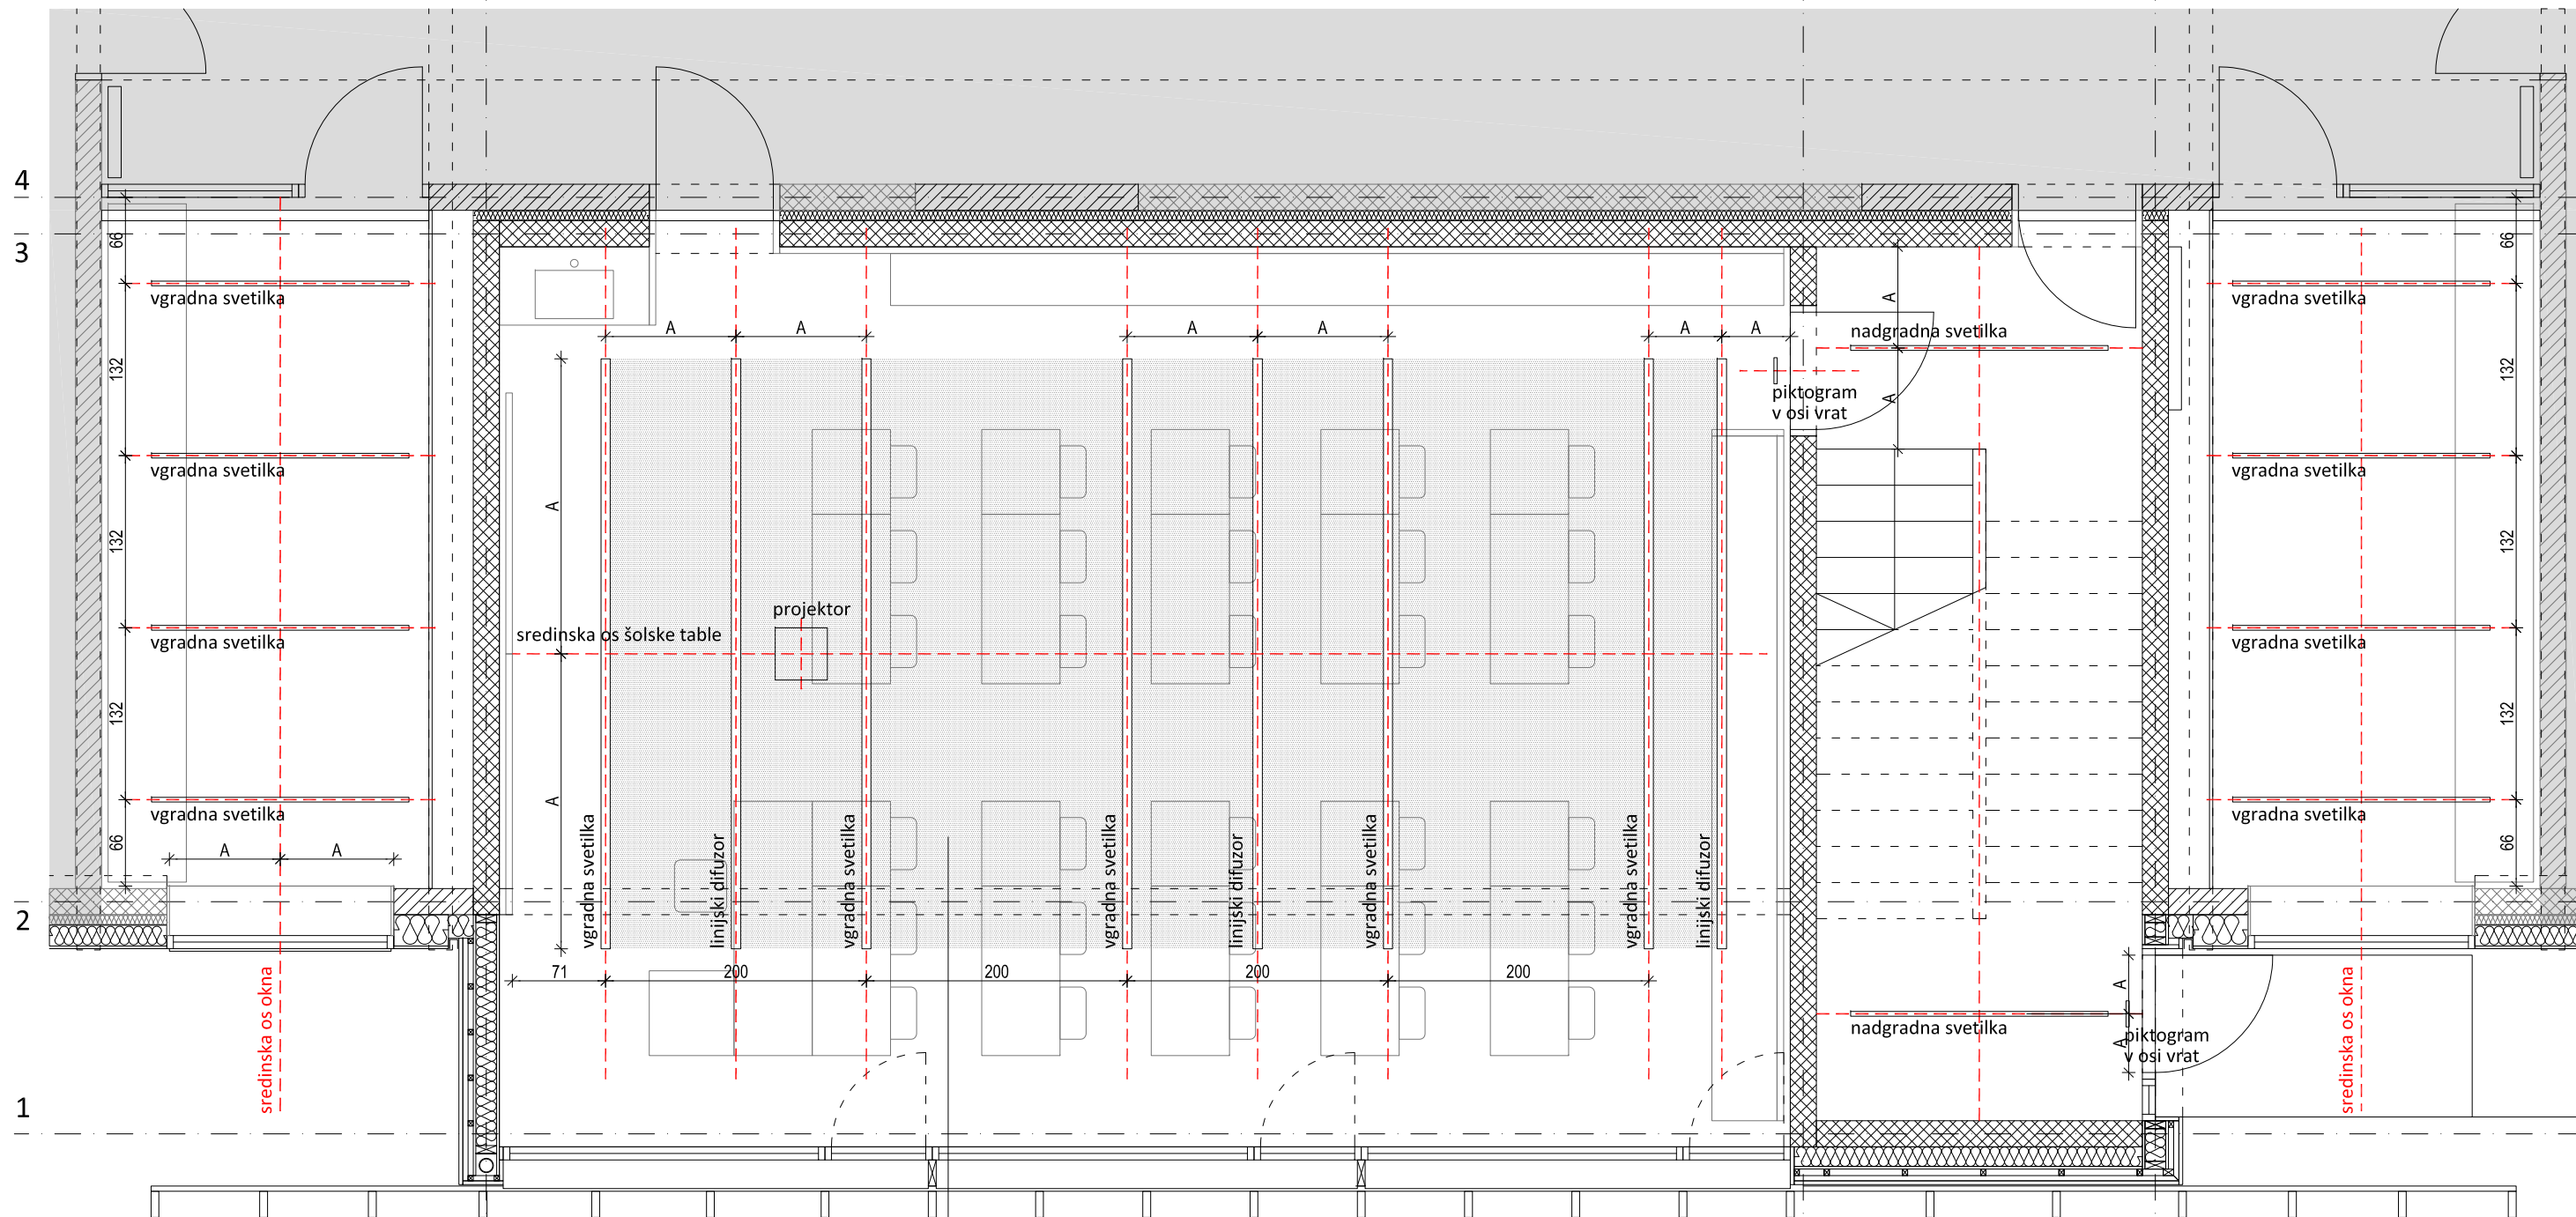 4
3
66
66
vgradna svetilka
vgradna svetilka
A
A
A
A
A
A
A
nadgradna svetilka
132
132
piktogram
v osi vrat
A
vgradna svetilka
vgradna svetilka
A
132
132
projektor
sredinska os šolske table
vgradna svetilka
vgradna svetilka
132
132
A
vgradna svetilka
vgradna svetilka
66
66
A
A
vgradna svetilka
linijski difuzor
vgradna svetilka
vgradna svetilka
linijski difuzor
vgradna svetilka
vgradna svetilka
linijski difuzor
2
71
200
200
200
200
A
sredinska os okna
sredinska os okna
nadgradna svetilka
A
piktogram
v osi vrat
1